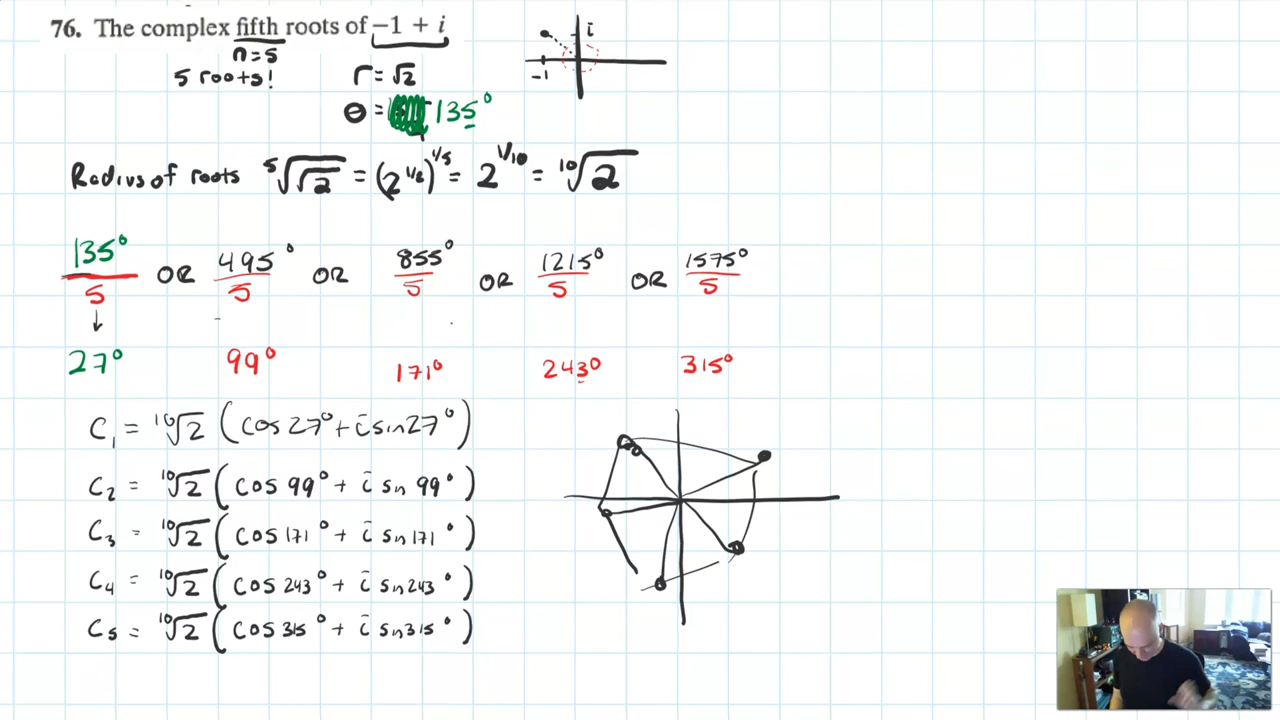 76. The complex fifth roots of −1 + i
n=5
5 roots!
r = √2
θ = 135°
i
-1
Radius of roots ⁵√√2 = (2^1/2)^1/5 = 2^1/10 = ¹⁰√2
135°/5 OR 495°/5 OR 855°/5 OR 1215°/5 OR 1575°/5
27° 99° 171° 243° 315°
C₁ = ¹⁰√2 (cos 27° + i sin 27°)
C₂ = ¹⁰√2 (cos 99° + i sin 99°)
C₃ = ¹⁰√2 (cos 171° + i sin 171°)
C₄ = ¹⁰√2 (cos 243° + i sin 243°)
C₅ = ¹⁰√2 (cos 315° + i sin 315°)